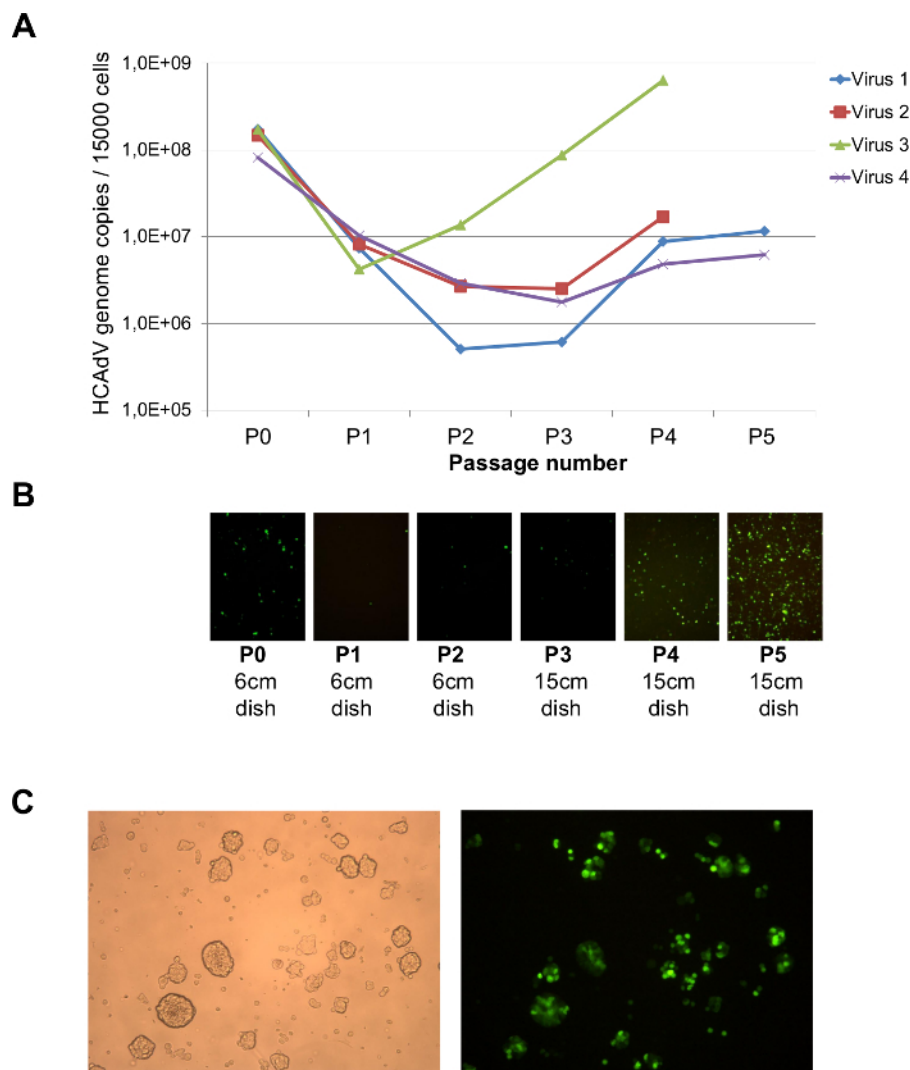 A
HCAdV genome copies / 15000 cells
1,0E+09
1,0E+08
1,0E+07
1,0E+06
1,0E+05
P0 P1 P2 P3 P4 P5
Passage number
Virus 1
Virus 2
Virus 3
Virus 4
B
P0 P1 P2 P3 P4 P5
6cm 6cm 6cm 15cm 15cm 15cm
dish dish dish dish dish dish
C